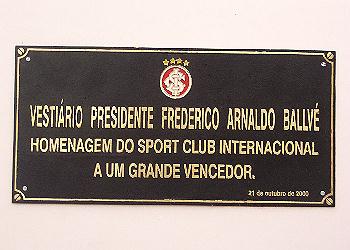 VESTIÁRIO PRESIDENTE FREDERICO ARNALDO BALLVÉ
HOMENAGEM DO SPORT CLUB INTERNACIONAL
A UM GRANDE VENCEDOR.
21 de outubro de 2000